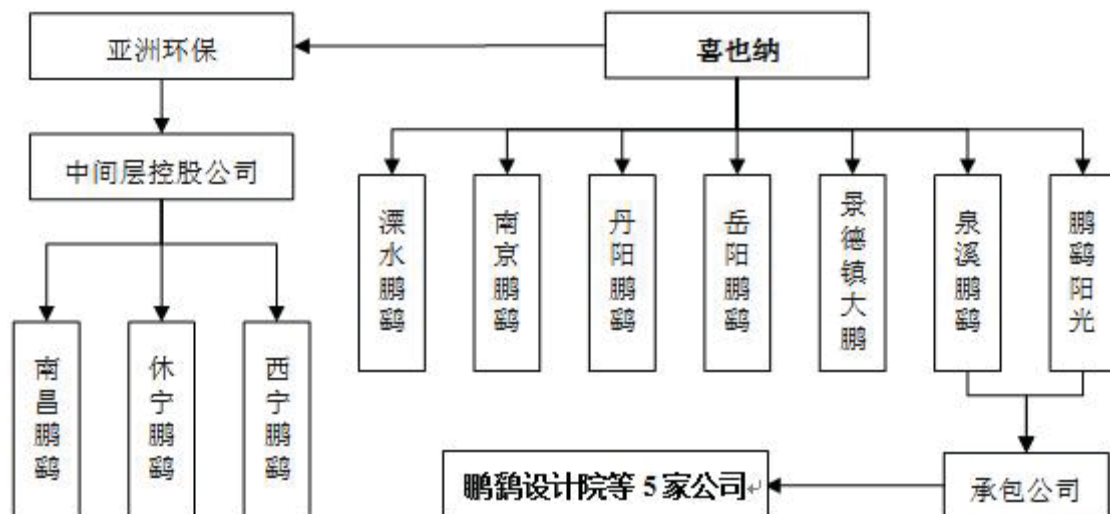 亚洲环保
喜也纳
中间层控股公司
溧水鹏鹞
南京鹏鹞
丹阳鹏鹞
岳阳鹏鹞
景德镇大鹏
泉溪鹏鹞
鹏鹞阳光
南昌鹏鹞
休宁鹏鹞
西宁鹏鹞
鹏鹞设计院等 5 家公司
承包公司